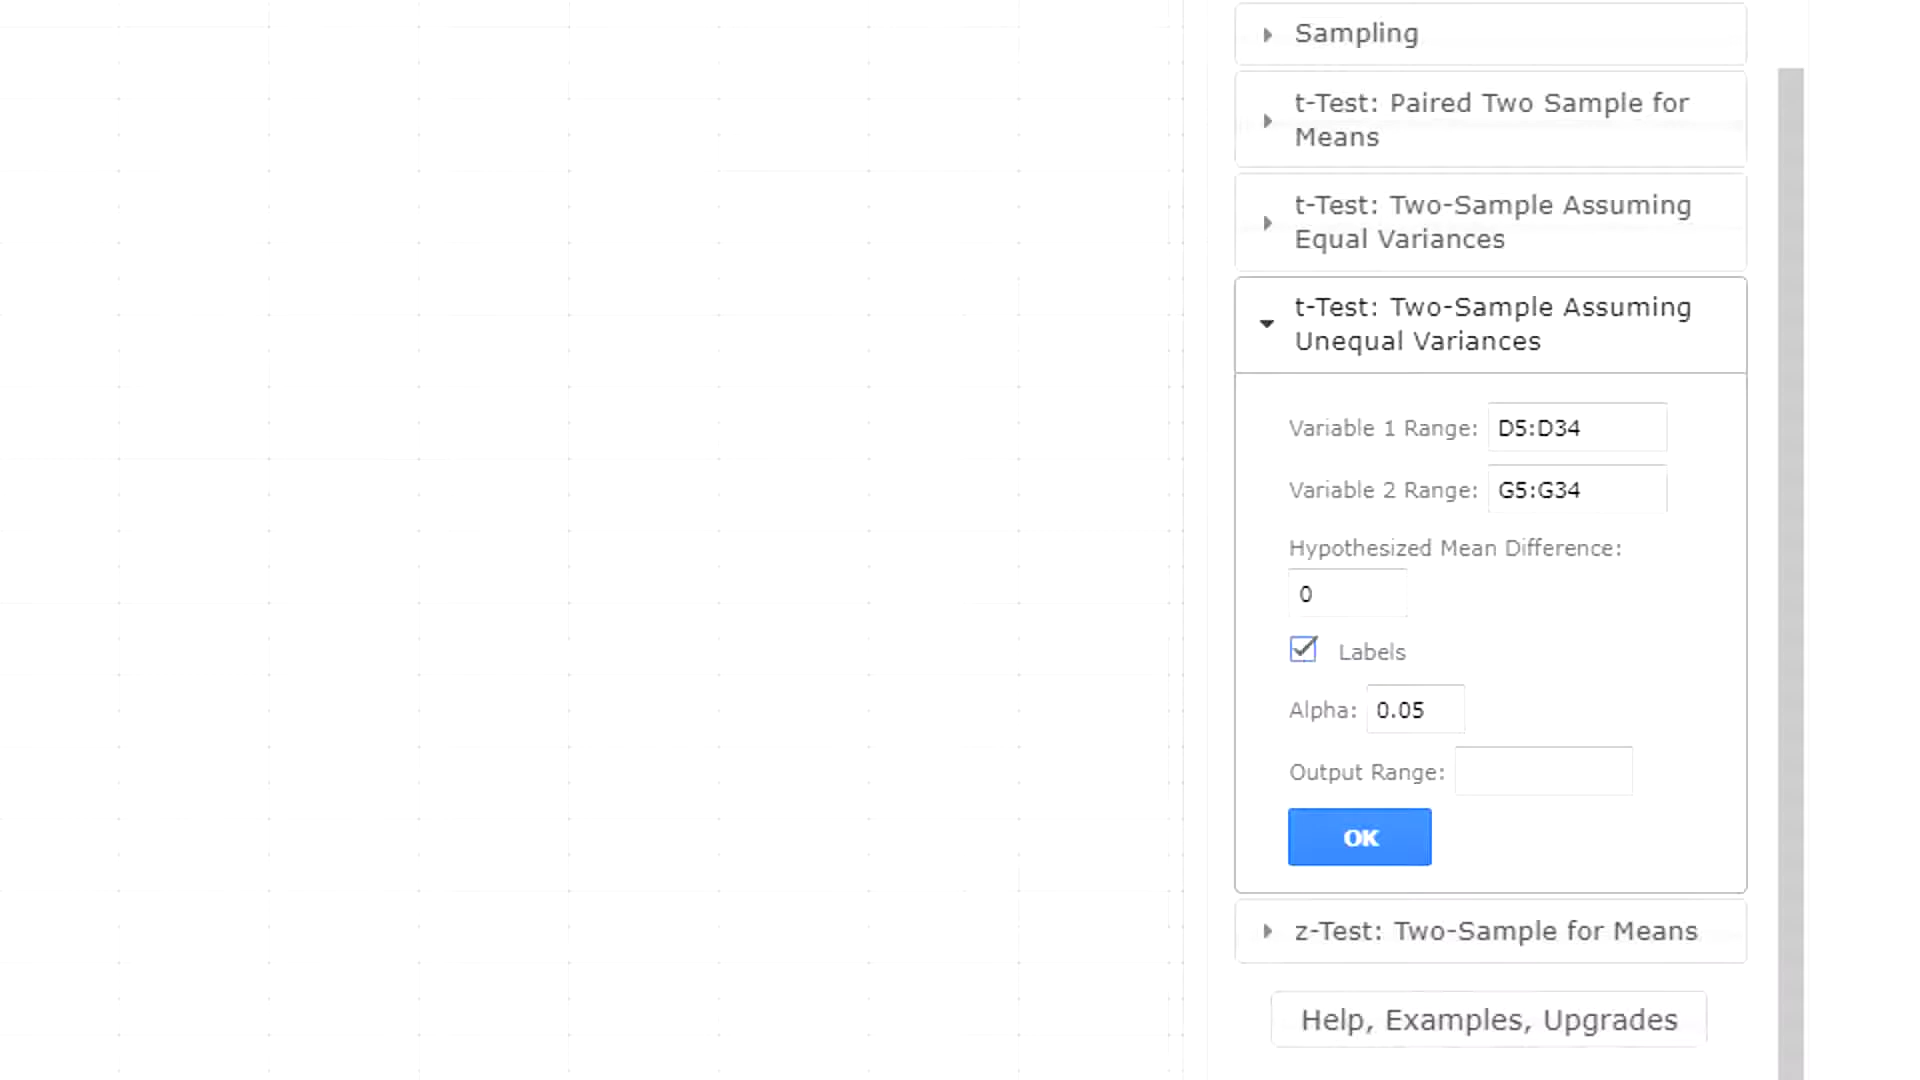 Sampling
t-Test: Paired Two Sample for
Means
t-Test: Two-Sample Assuming
Equal Variances
t-Test: Two-Sample Assuming
Unequal Variances
Variable 1 Range: D5:D34
Variable 2 Range: G5:G34
Hypothesized Mean Difference:
0
Labels
Alpha: 0.05
Output Range:
OK
z-Test: Two-Sample for Means
Help, Examples, Upgrades